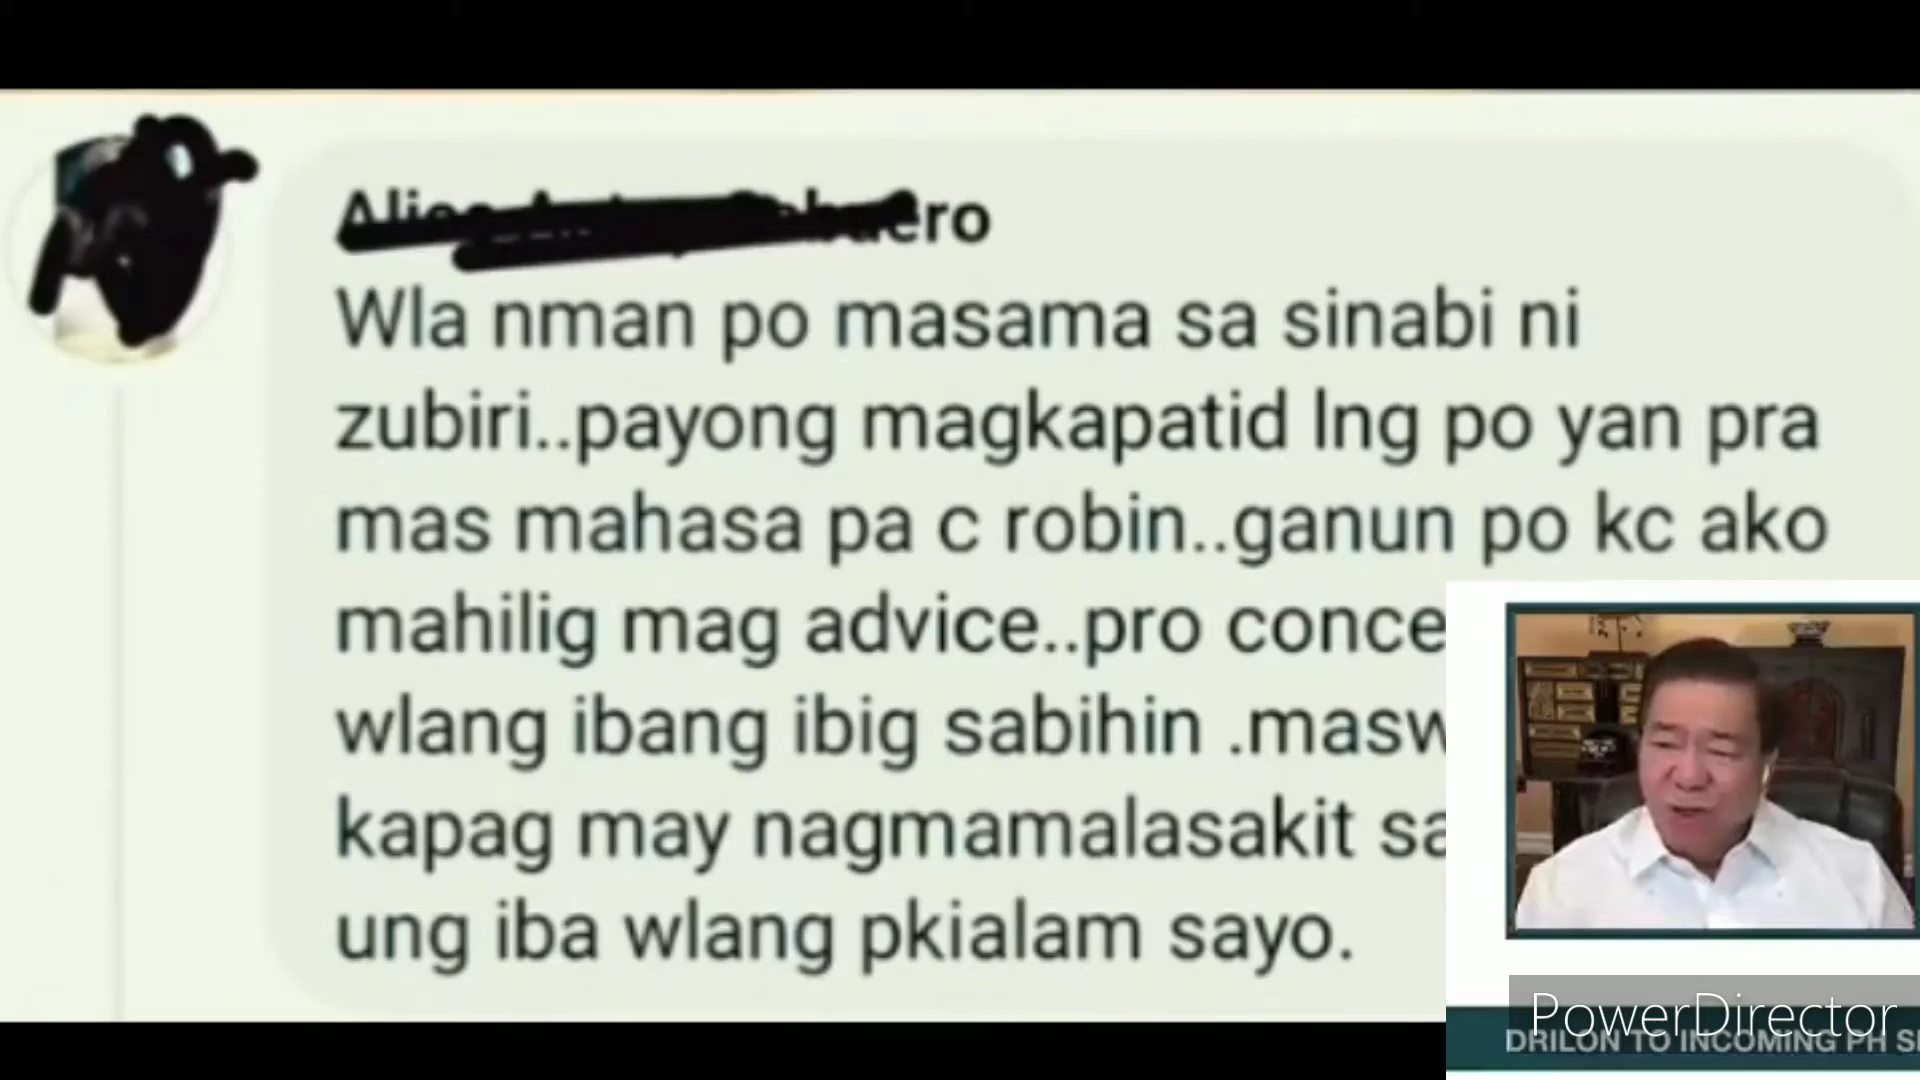 ero
Wla nman po masama sa sinabi ni
zubiri..payong magkapatid lng po yan pra
mas mahasa pa c robin..ganun po kc ako
mahilig mag advice..pro conce
wlang ibang ibig sabihin .masw
kapag may nagmamalasakit sa
ung iba wlang pkialam sayo.
PowerDirector
DRILON TO INCOMING PH